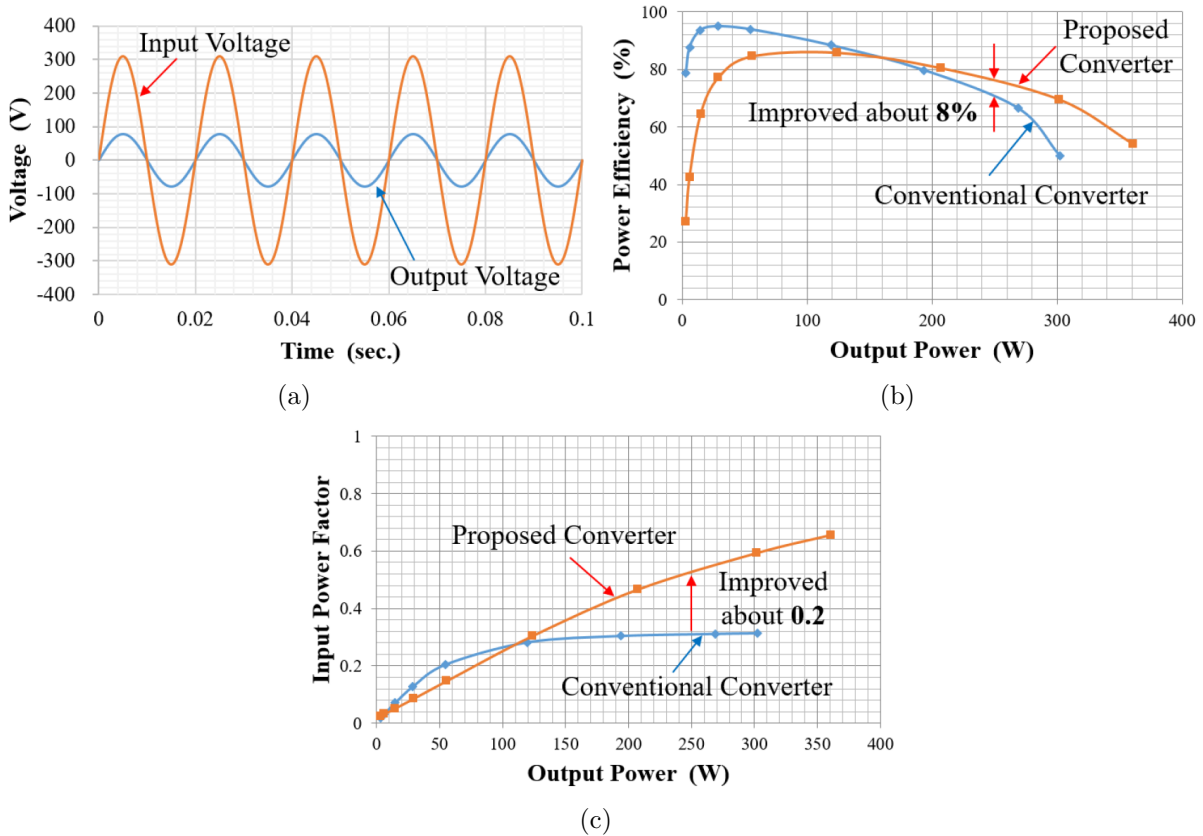 400
300
200
100
0
-100
-200
-300
-400
Voltage (V)
Input Voltage
Output Voltage
0
0.02
0.04
0.06
0.08
0.1
Time (sec.)
(a)
100
80
60
40
20
0
Power Efficiency (%)
Proposed
Converter
Improved about 8%
Conventional Converter
0
100
200
300
400
Output Power (W)
(b)
1
0.8
0.6
0.4
0.2
0
Input Power Factor
Proposed Converter
Improved
about 0.2
Conventional Converter
0
50
100
150
200
250
300
350
400
Output Power (W)
(c)